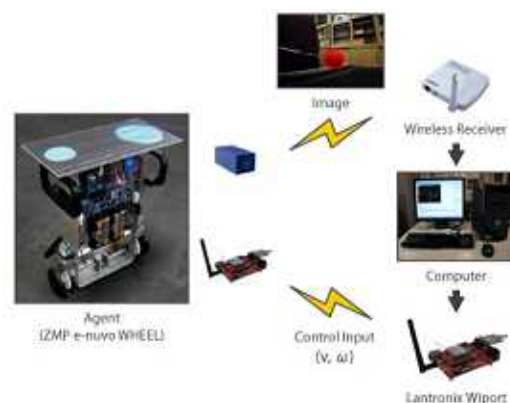 Image
Wireless Receiver
Computer
Agent
(ZMP e-nuvo WHEEL)
Control Input
(v, ω)
Lantronix Wiport